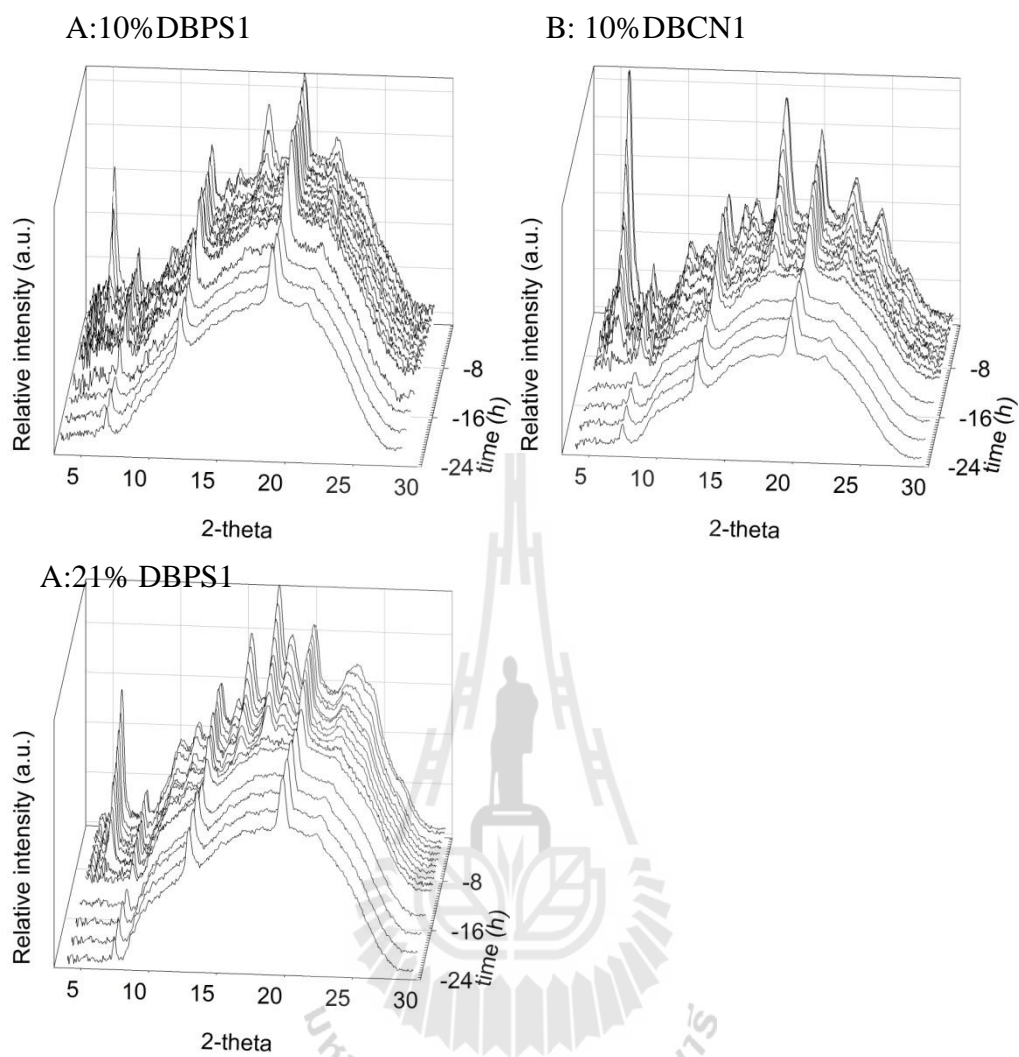 A:10%DBPS1
B: 10%DBCN1
Relative intensity (a.u.)
-8
-16
-24
time (h)
5 10 15 20 25 30
2-theta
Relative intensity (a.u.)
-8
-16
-24
time (h)
5 10 15 20 25 30
2-theta
A:21% DBPS1
Relative intensity (a.u.)
-8
-16
-24
time (h)
5 10 15 20 25 30
2-theta